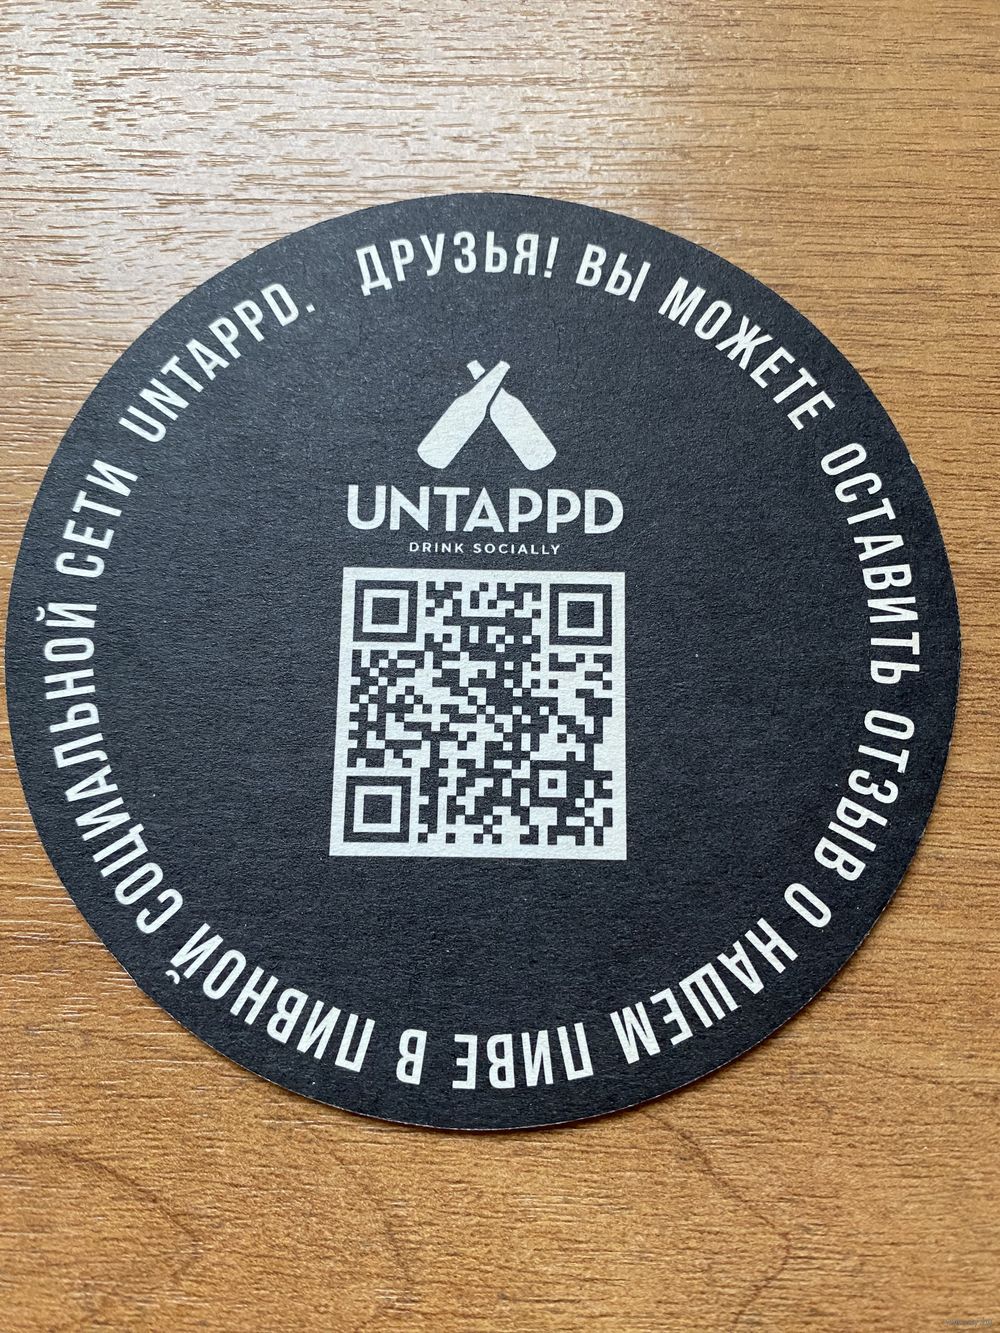 ДРУЗЬЯ! ВЫ МОЖЕТЕ ОСТАВИТЬ ОТЗЫВ О НАШЕМ ПИВЕ В ПИВНОЙ СОЦИАЛЬНОЙ СЕТИ UNTAPPD.
UNTAPPD
DRINK SOCIALLY